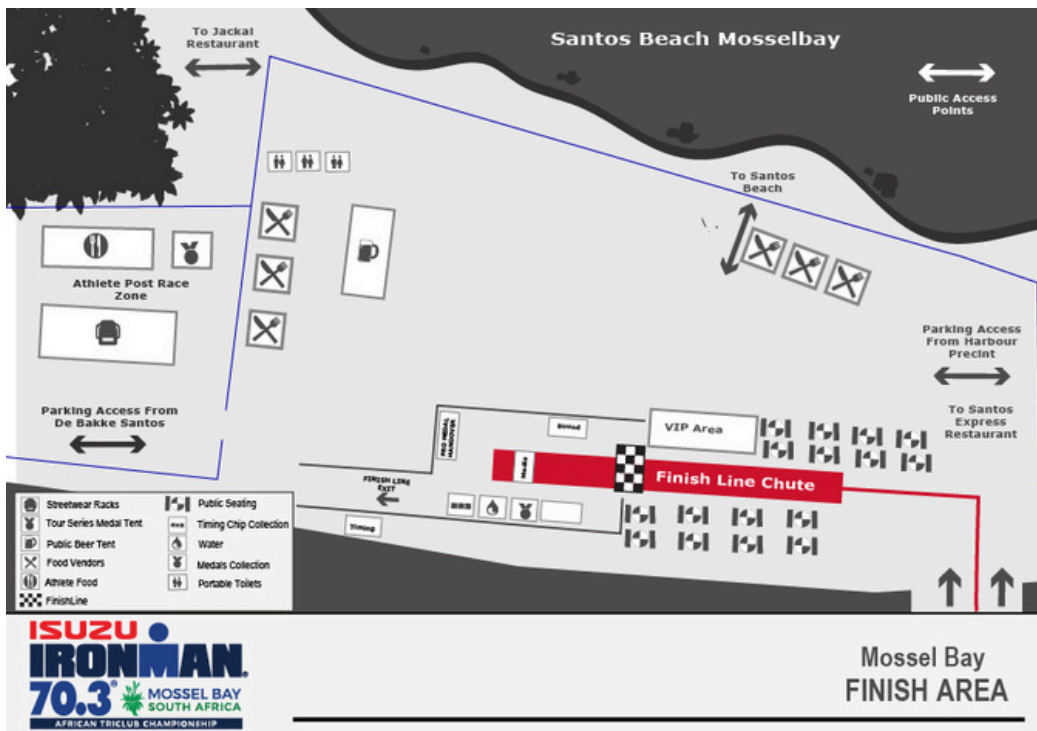 To Jackal
Restaurant
Santos Beach Mosselbay
Public Access
Points
To Santos
Beach
Athlete Post Race
Zone
Parking Access
From Harbour
Precint
Parking Access From
De Bakke Santos
To Santos
Express
Restaurant
PRO MEDAL
HANDOVER
VIP Area
Media
Finish Line Chute
FINISH LINE
EXIT
Timing
Streetwear Racks
Tour Series Medal Tent
Public Beer Tent
Food Vendors
Athlete Food
FinishLine
Public Seating
Timing Chip Collection
Water
Medals Collection
Portable Toilets
ISUZU
IRONMAN®
70.3® MOSSEL BAY
SOUTH AFRICA
AFRICAN TRICLUB CHAMPIONSHIP
Mossel Bay
FINISH AREA